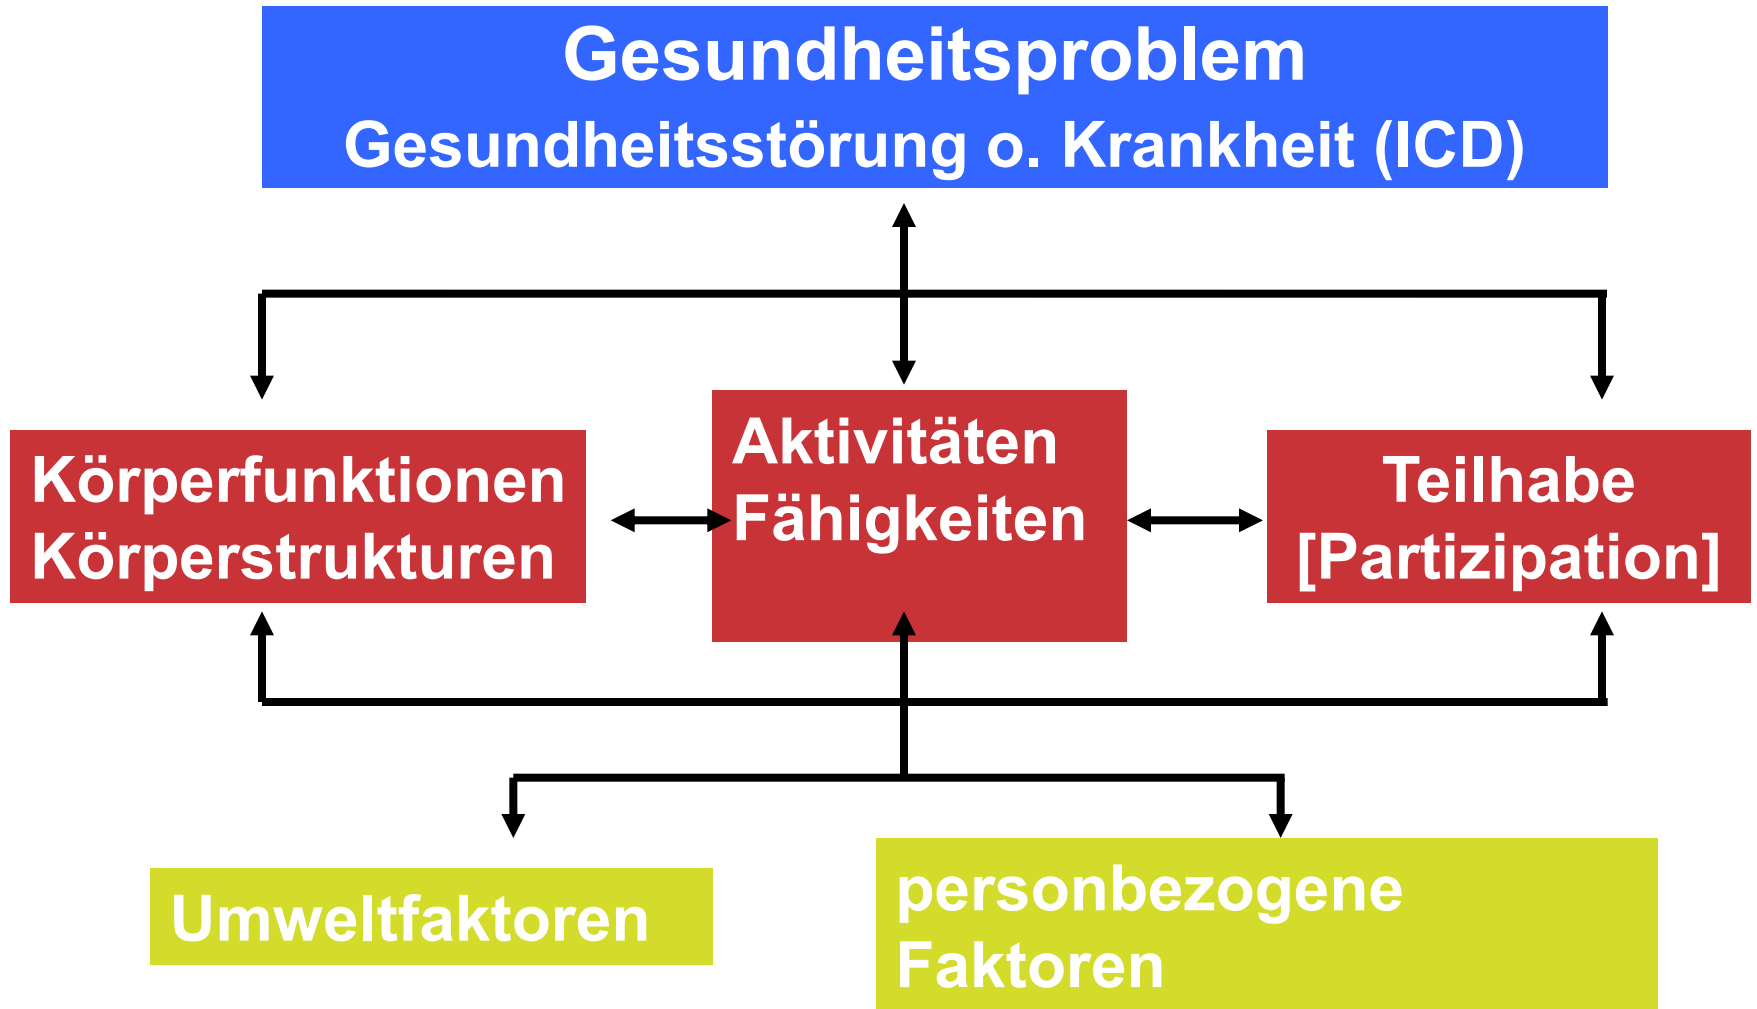 Gesundheitsproblem
Gesundheitsstörung o. Krankheit (ICD)
Körperfunktionen
Körperstrukturen
Aktivitäten
Fähigkeiten
Teilhabe
[Partizipation]
Umweltfaktoren
personbezogene
Faktoren